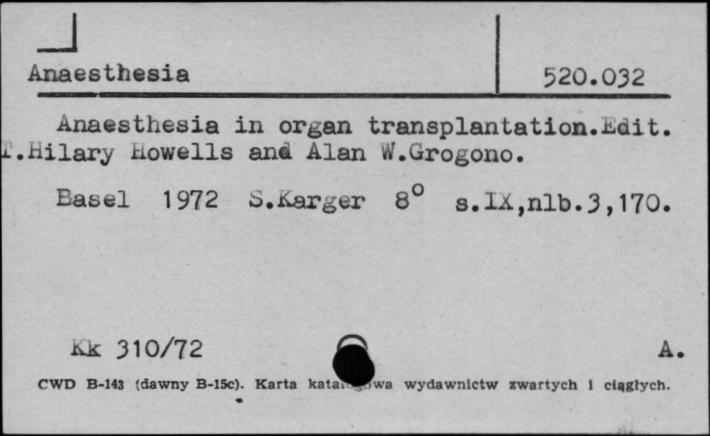 Anaesthesia 520.032
Anaesthesia in organ transplantation.Edit.
T.Hilary Howells and Alan W.Grogono.
Basel 1972 S.Karger 8° s.IX,nlb.3,170.
Kk 310/72 A.
CWD B-143 (dawny B-15c). Karta katalogowa wydawnictw zwartych i ciągłych.